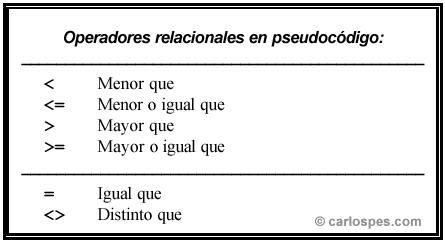 Operadores relacionales en pseudocódigo:
< Menor que
<= Menor o igual que
> Mayor que
>= Mayor o igual que
= Igual que
<> Distinto que
© carlospes.com